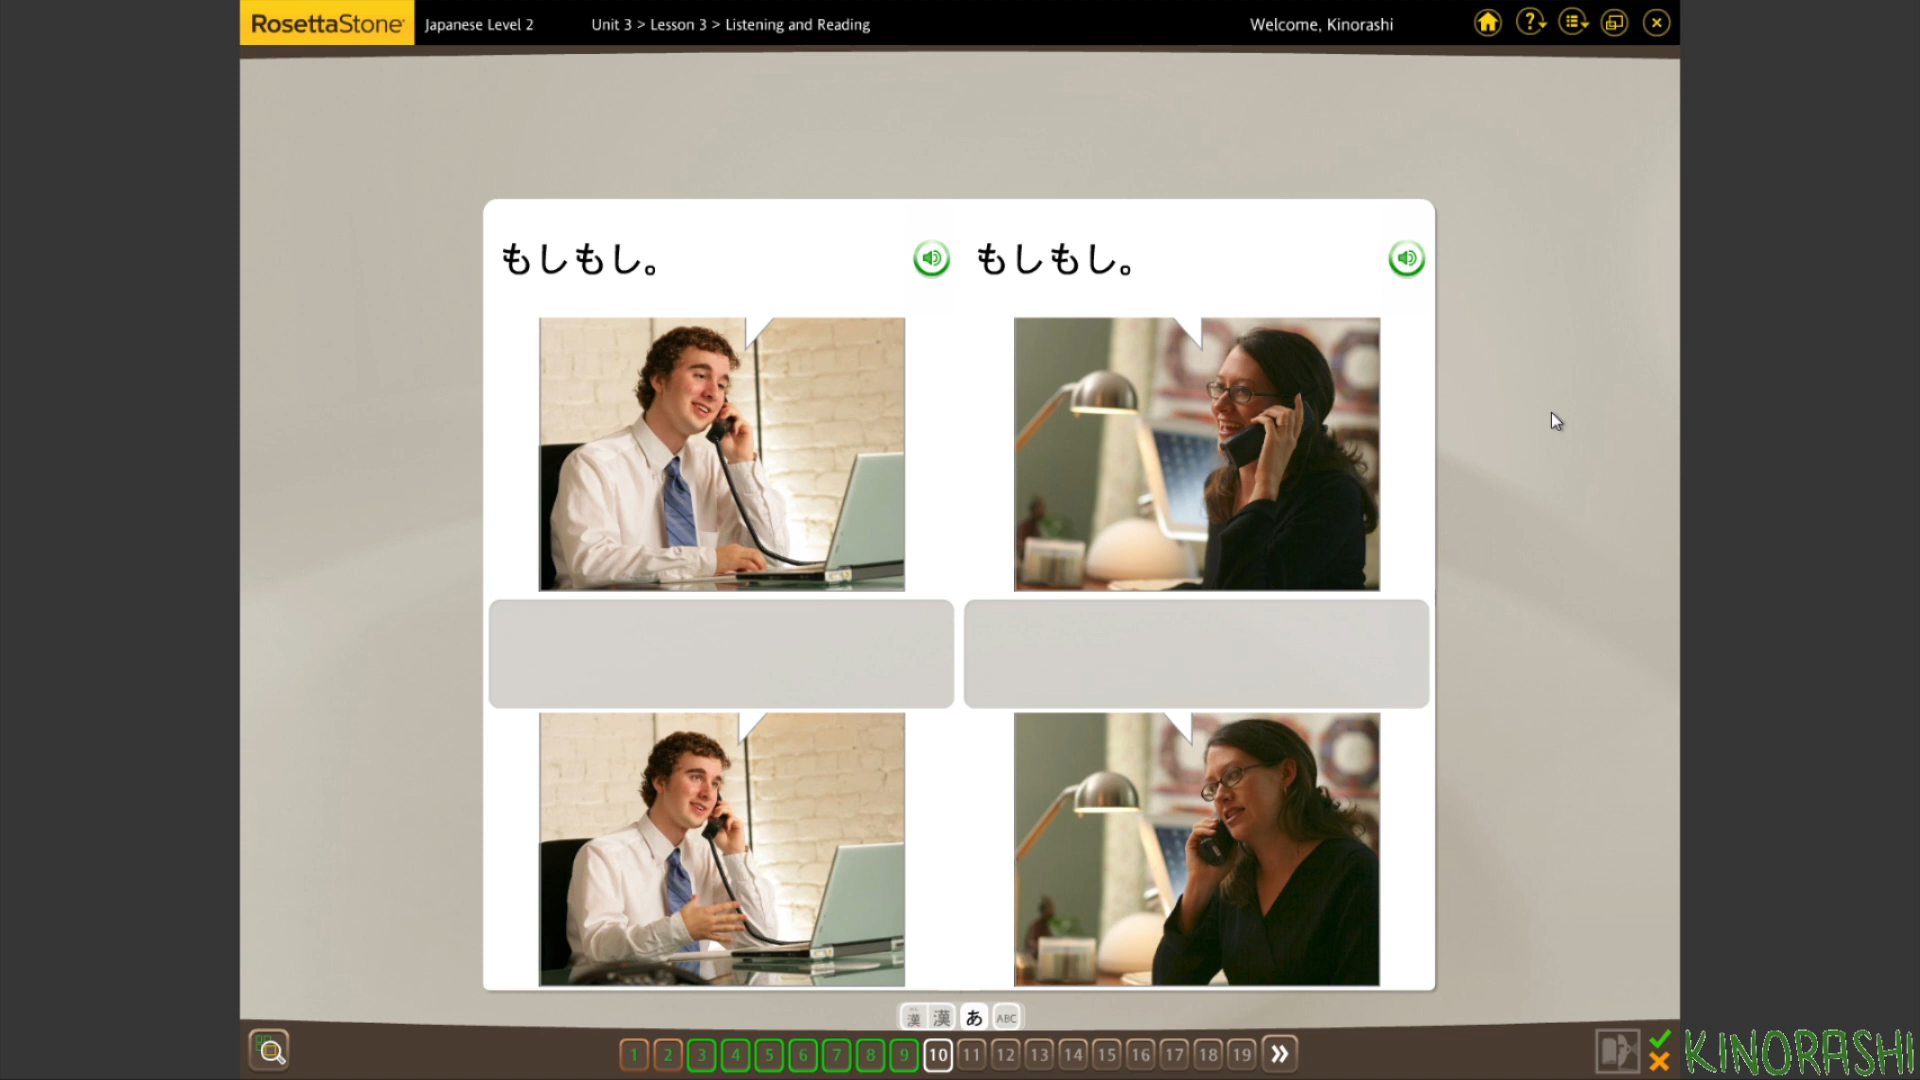 RosettaStone
Japanese Level 2
Unit 3 > Lesson 3 > Listening and Reading
Welcome, Kinorashi
もしもし。
もしもし。
漢 漢 あ ABC
1 2 3 4 5 6 7 8 9 10 11 12 13 14 15 16 17 18 19
KINORASHI